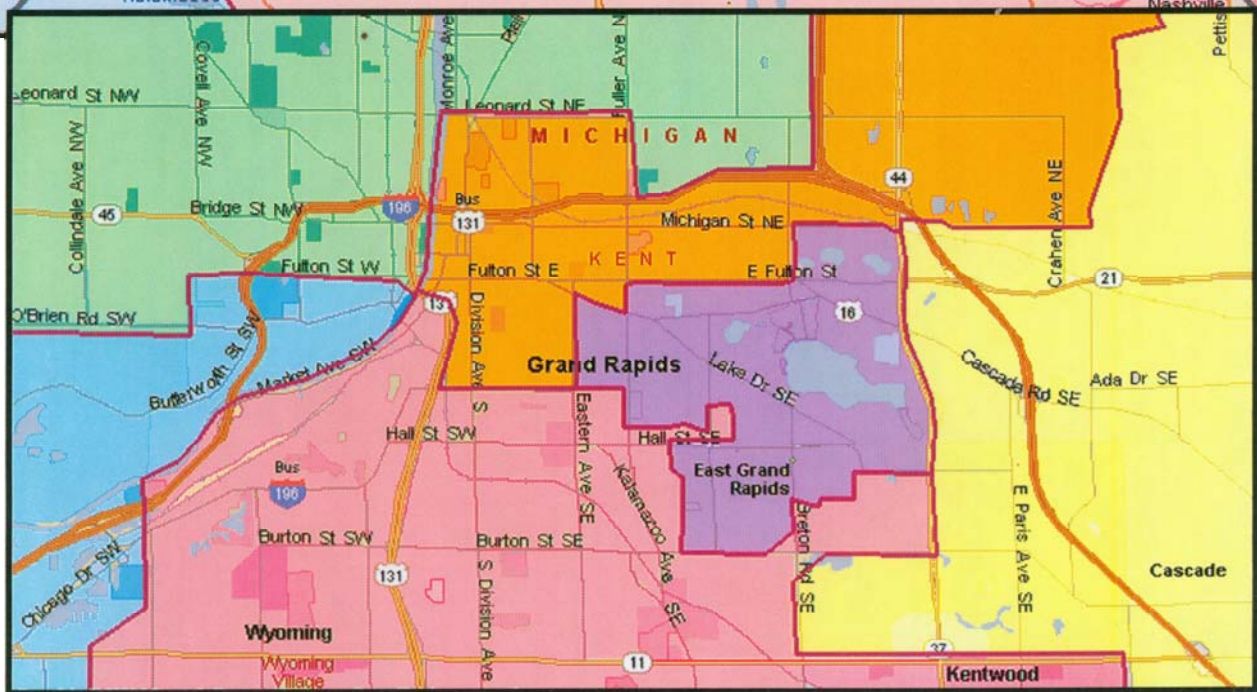 Nashville
Pettis
Covell Ave NW
Monroe Ave
Plain
Fuller Ave N
eonard St NW
Leonard St NE
MICHIGAN
Collindale Ave NW
45
Bridge St NW
196
Bus
131
44
Michigan St NE
Crahen Ave NE
KENT
Fulton St W
Fulton St E
E Fulton St
21
O'Brien Rd SW
13
16
Butterworth St SW
Market Ave SW
Division Ave S
Grand Rapids
Lake Dr SE
Cascada Rd SE
Ada Dr SE
Hall St SW
Eastern Ave SE
Hall St SE
Kalamazoo Ave SE
East Grand
Rapids
Bus
196
Breton Rd SE
E Paris Ave SE
Burton St SW
Burton St SE
Chicago Dr SW
131
S Division Ave
Cascade
Wyoming
Wyoming
Village
11
37
Kentwood